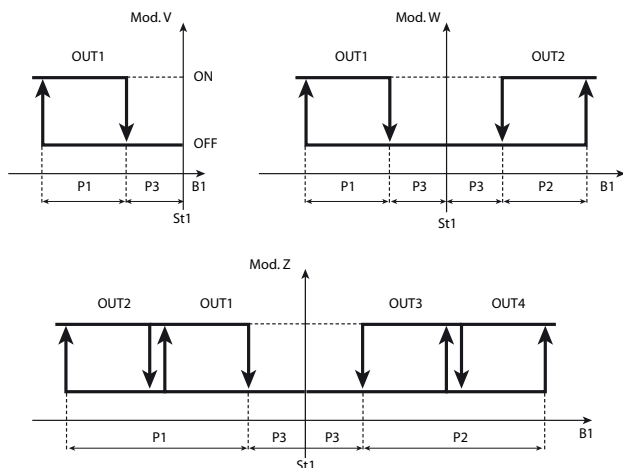 Mod. V
OUT1
ON
OFF
P1 P3 B1
St1
Mod. W
OUT1 OUT2
P1 P3 P3 P2 B1
St1
Mod. Z
OUT2 OUT1 OUT3 OUT4
P1 P3 P3 P2 B1
St1